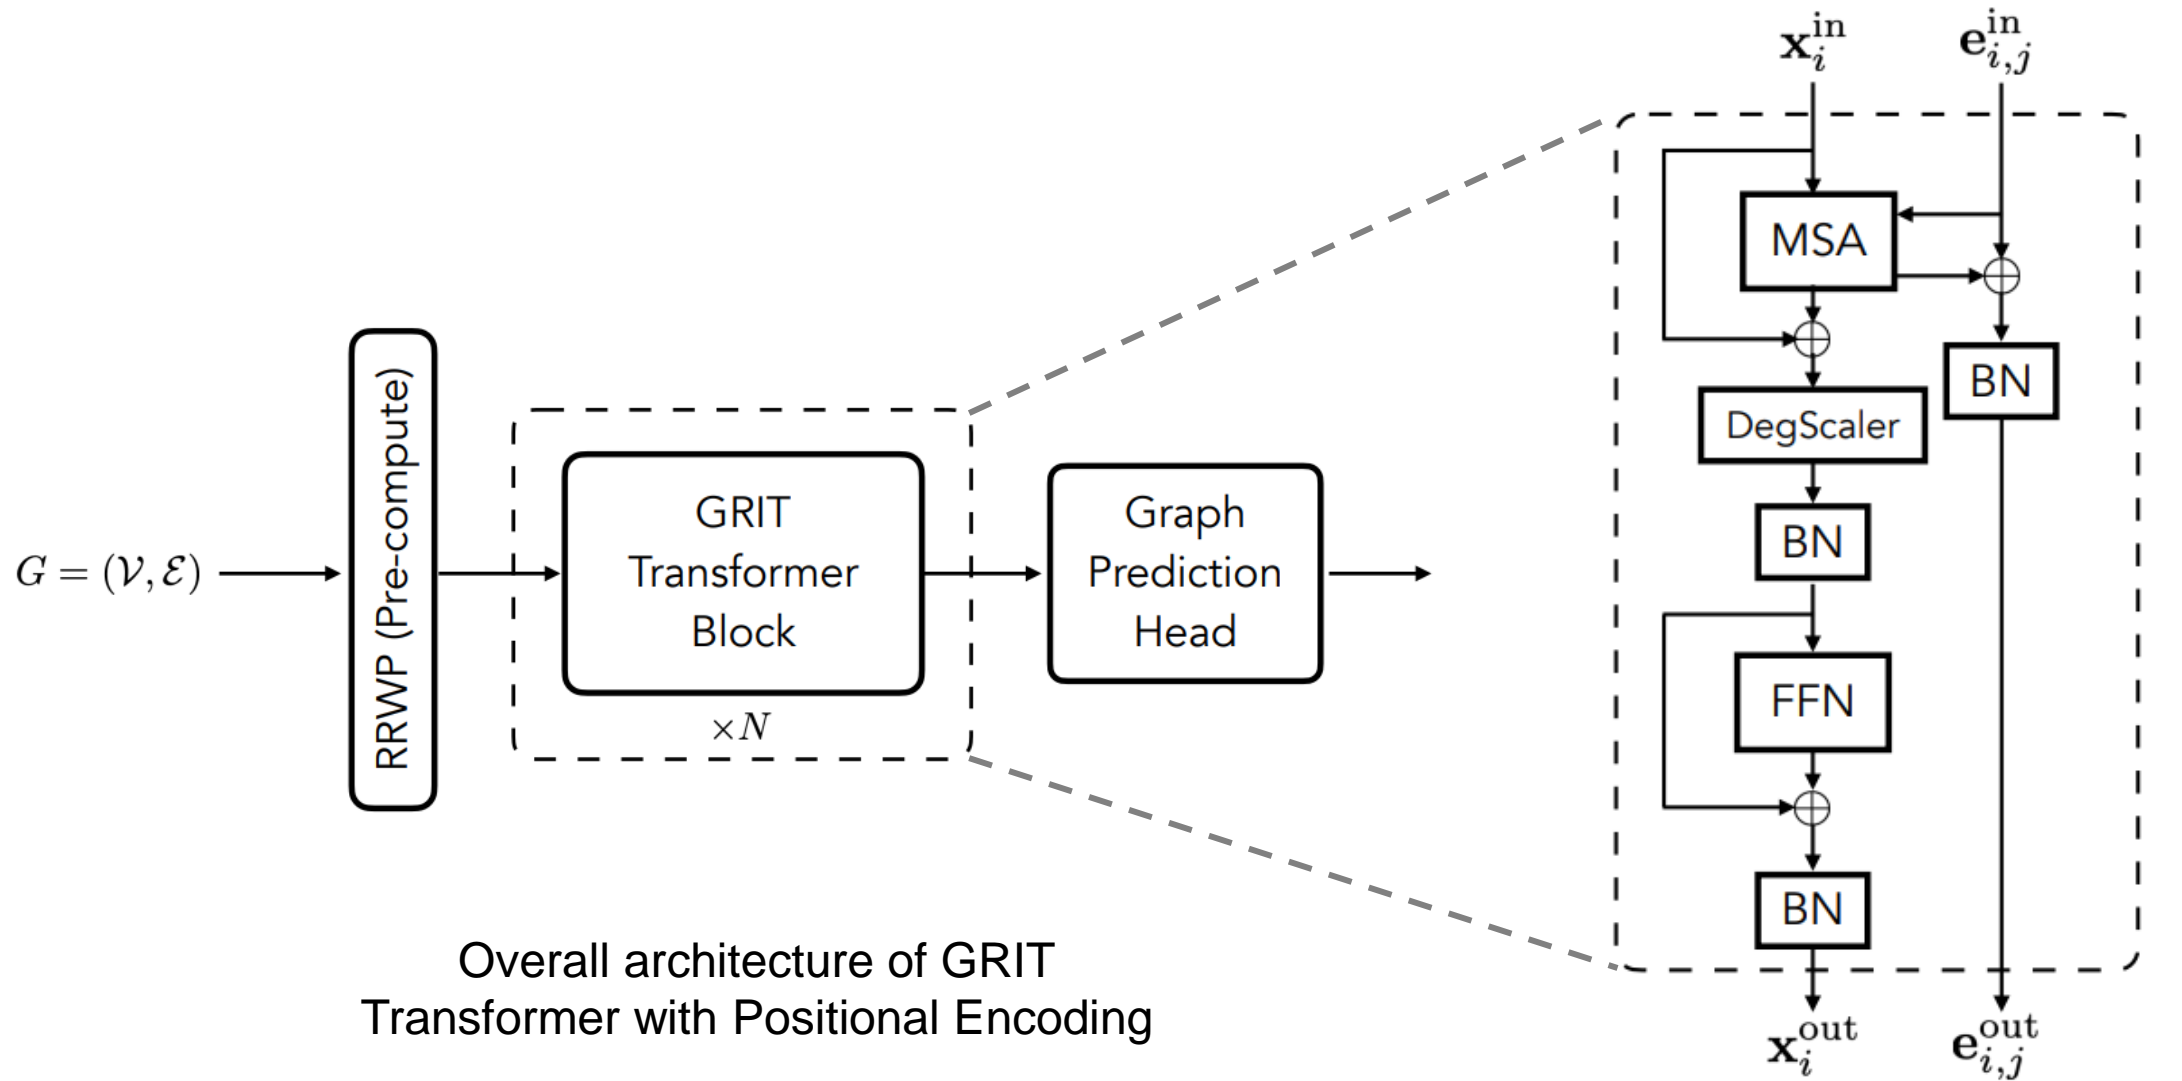 G = (𝒱, ℰ)
RRWP (Pre-compute)
GRIT
Transformer
Block
×N
Graph
Prediction
Head
Overall architecture of GRIT
Transformer with Positional Encoding
x_i^in
e_{i,j}^in
MSA
BN
DegScaler
BN
FFN
BN
x_i^out
e_{i,j}^out